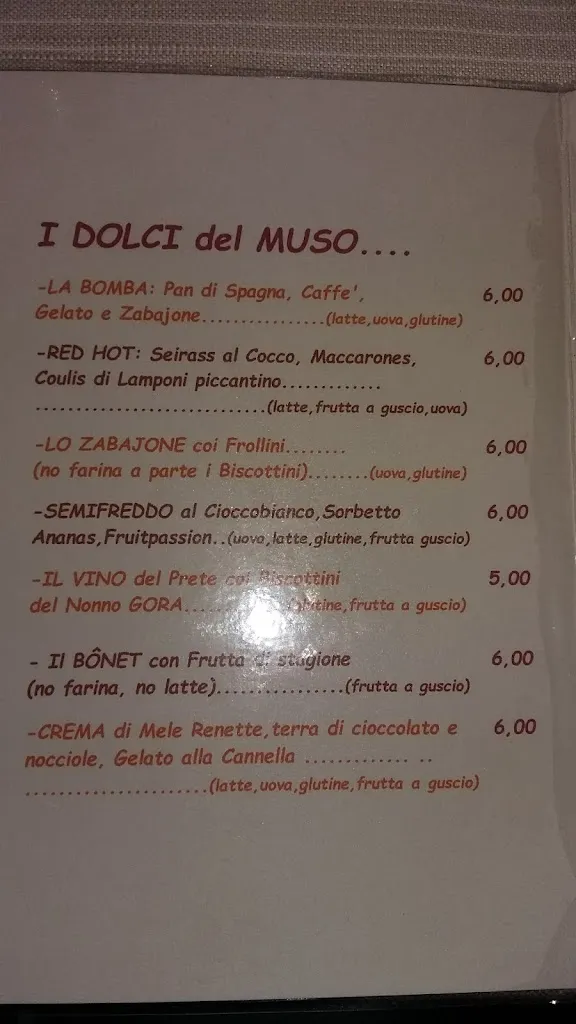 I DOLCI del MUSO....
-LA BOMBA: Pan di Spagna, Caffe', 6,00
Gelato e Zabajone................(latte,uova,glutine)
-RED HOT: Seirass al Cocco, Maccarones, 6,00
Coulis di Lamponi piccantino.............
............................(latte,frutta a guscio,uova)
-LO ZABAJONE coi Frollini........ 6,00
(no farina a parte i Biscottini)........(uova,glutine)
-SEMIFREDDO al Cioccobianco,Sorbetto 6,00
Ananas,Fruitpassion..(uova,latte,glutine,frutta guscio)
-IL VINO del Prete coi Biscottini 5,00
del Nonno GORA.... glutine,frutta a guscio)
- Il BÔNET con Frutta di stagione 6,00
(no farina, no latte)................(frutta a guscio)
-CREMA di Mele Renette,terra di cioccolato e 6,00
nocciole, Gelato alla Cannella ............. ..
......................(latte,uova,glutine,frutta a guscio)